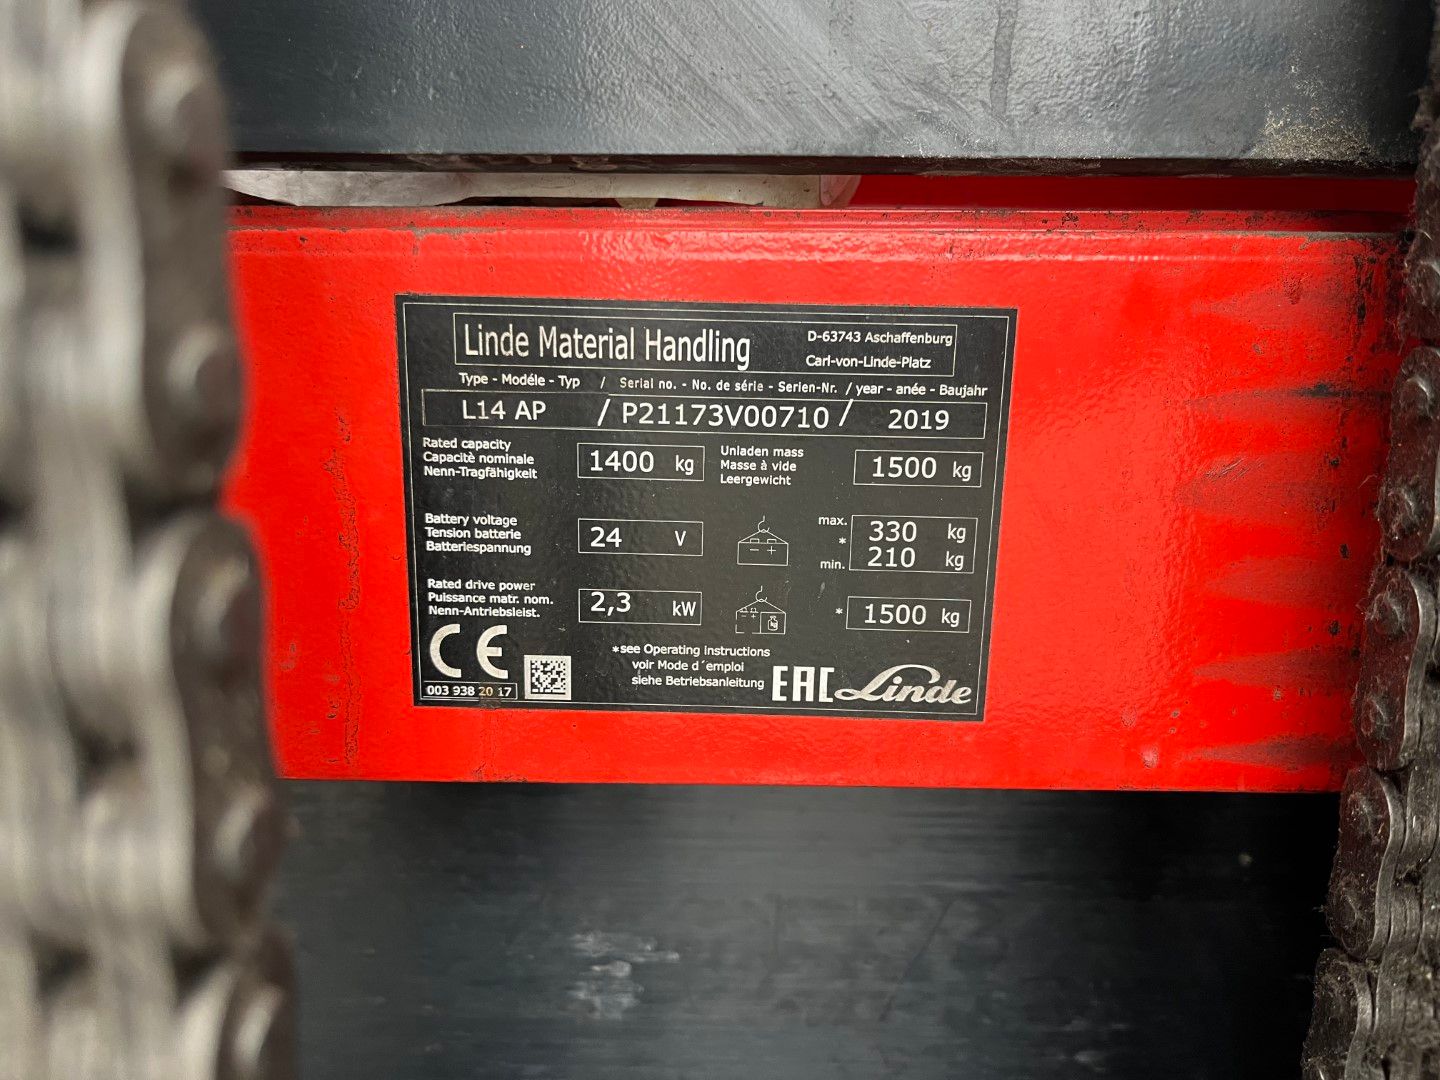 Linde Material Handling
D-63743 Aschaffenburg
Carl-von-Linde-Platz
Type - Modéle - Typ / Serial no. - No. de série - Serien-Nr. / year - anée - Baujahr
L14 AP / P21173V00710 / 2019
Rated capacity
Capacitè nominale
Nenn-Tragfähigkeit
1400 kg
Unladen mass
Masse à vide
Leergewicht
1500 kg
Battery voltage
Tension batterie
Batteriespannung
24 V
- +
max. 330 kg
*
min. 210 kg
Rated drive power
Puissance matr. nom.
Nenn-Antriebsleist.
2,3 kW
- + kg
* 1500 kg
CE
003 938 20 17
*see Operating instructions
voir Mode d´emploi
siehe Betriebsanleitung
EAC Linde